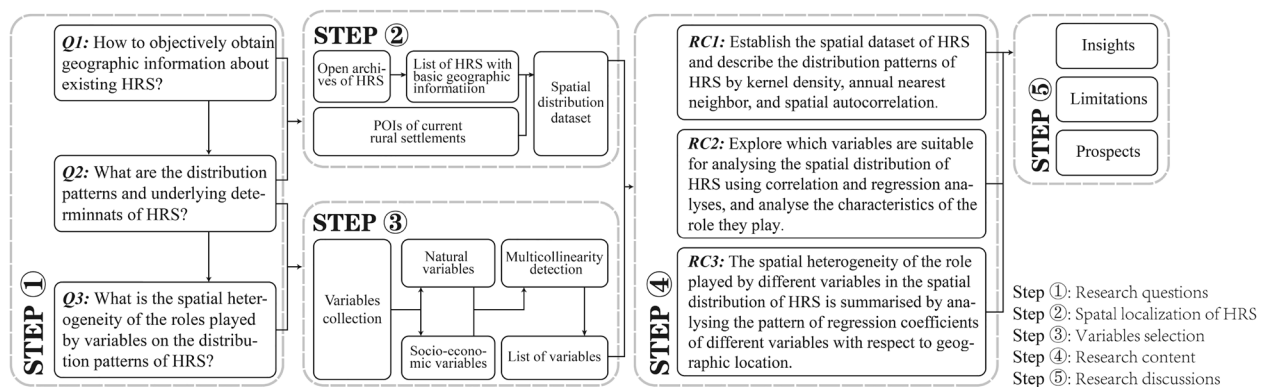 Q1: How to objectively obtain
geographic information about
existing HRS?
Q2: What are the distribution
patterns and underlying dete-
rminnats of HRS?
Q3: What is the spatial heter-
ogeneity of the roles played
by variables on the distribu-
tion patterns of HRS?
STEP ①
STEP ②
Open archi-
ves of HRS
List of HRS with
basic geographic
informatiion
POIs of current
rural settlements
Spatial
distribution
dataset
STEP ③
Variables
collection
Natural
variables
Socio-econo-
mic variables
Multicollinearity
detection
List of variables
STEP ④
RC1: Establish the spatial dataset of HRS
and describe the distribution patterns of
HRS by kernel density, annual nearest
neighbor, and spatial autocorrelation.
RC2: Explore which variables are suitable
for analysing the spatial distribution of
HRS using correlation and regression ana-
lyses, and analyse the characteristics of the
role they play.
RC3: The spatial heterogeneity of the role
played by different variables in the spatial
distribution of HRS is summarised by ana-
lysing the pattern of regression coefficients
of different variables with respect to geog-
raphic location.
STEP ⑤
Insights
Limitations
Prospects
Step ①: Research questions
Step ②: Spatal localization of HRS
Step ③: Variables selection
Step ④: Research content
Step ⑤: Research discussions